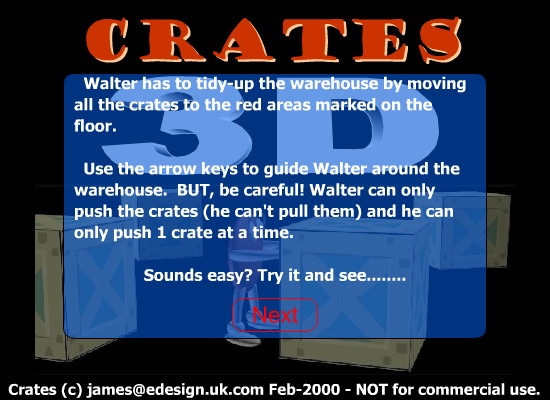 CRATES
3D
Walter has to tidy-up the warehouse by moving
all the crates to the red areas marked on the
floor.
Use the arrow keys to guide Walter around the
warehouse. BUT, be careful! Walter can only
push the crates (he can't pull them) and he can
only push 1 crate at a time.
Sounds easy? Try it and see........
Next
Crates (c) james@edesign.uk.com Feb-2000 - NOT for commercial use.